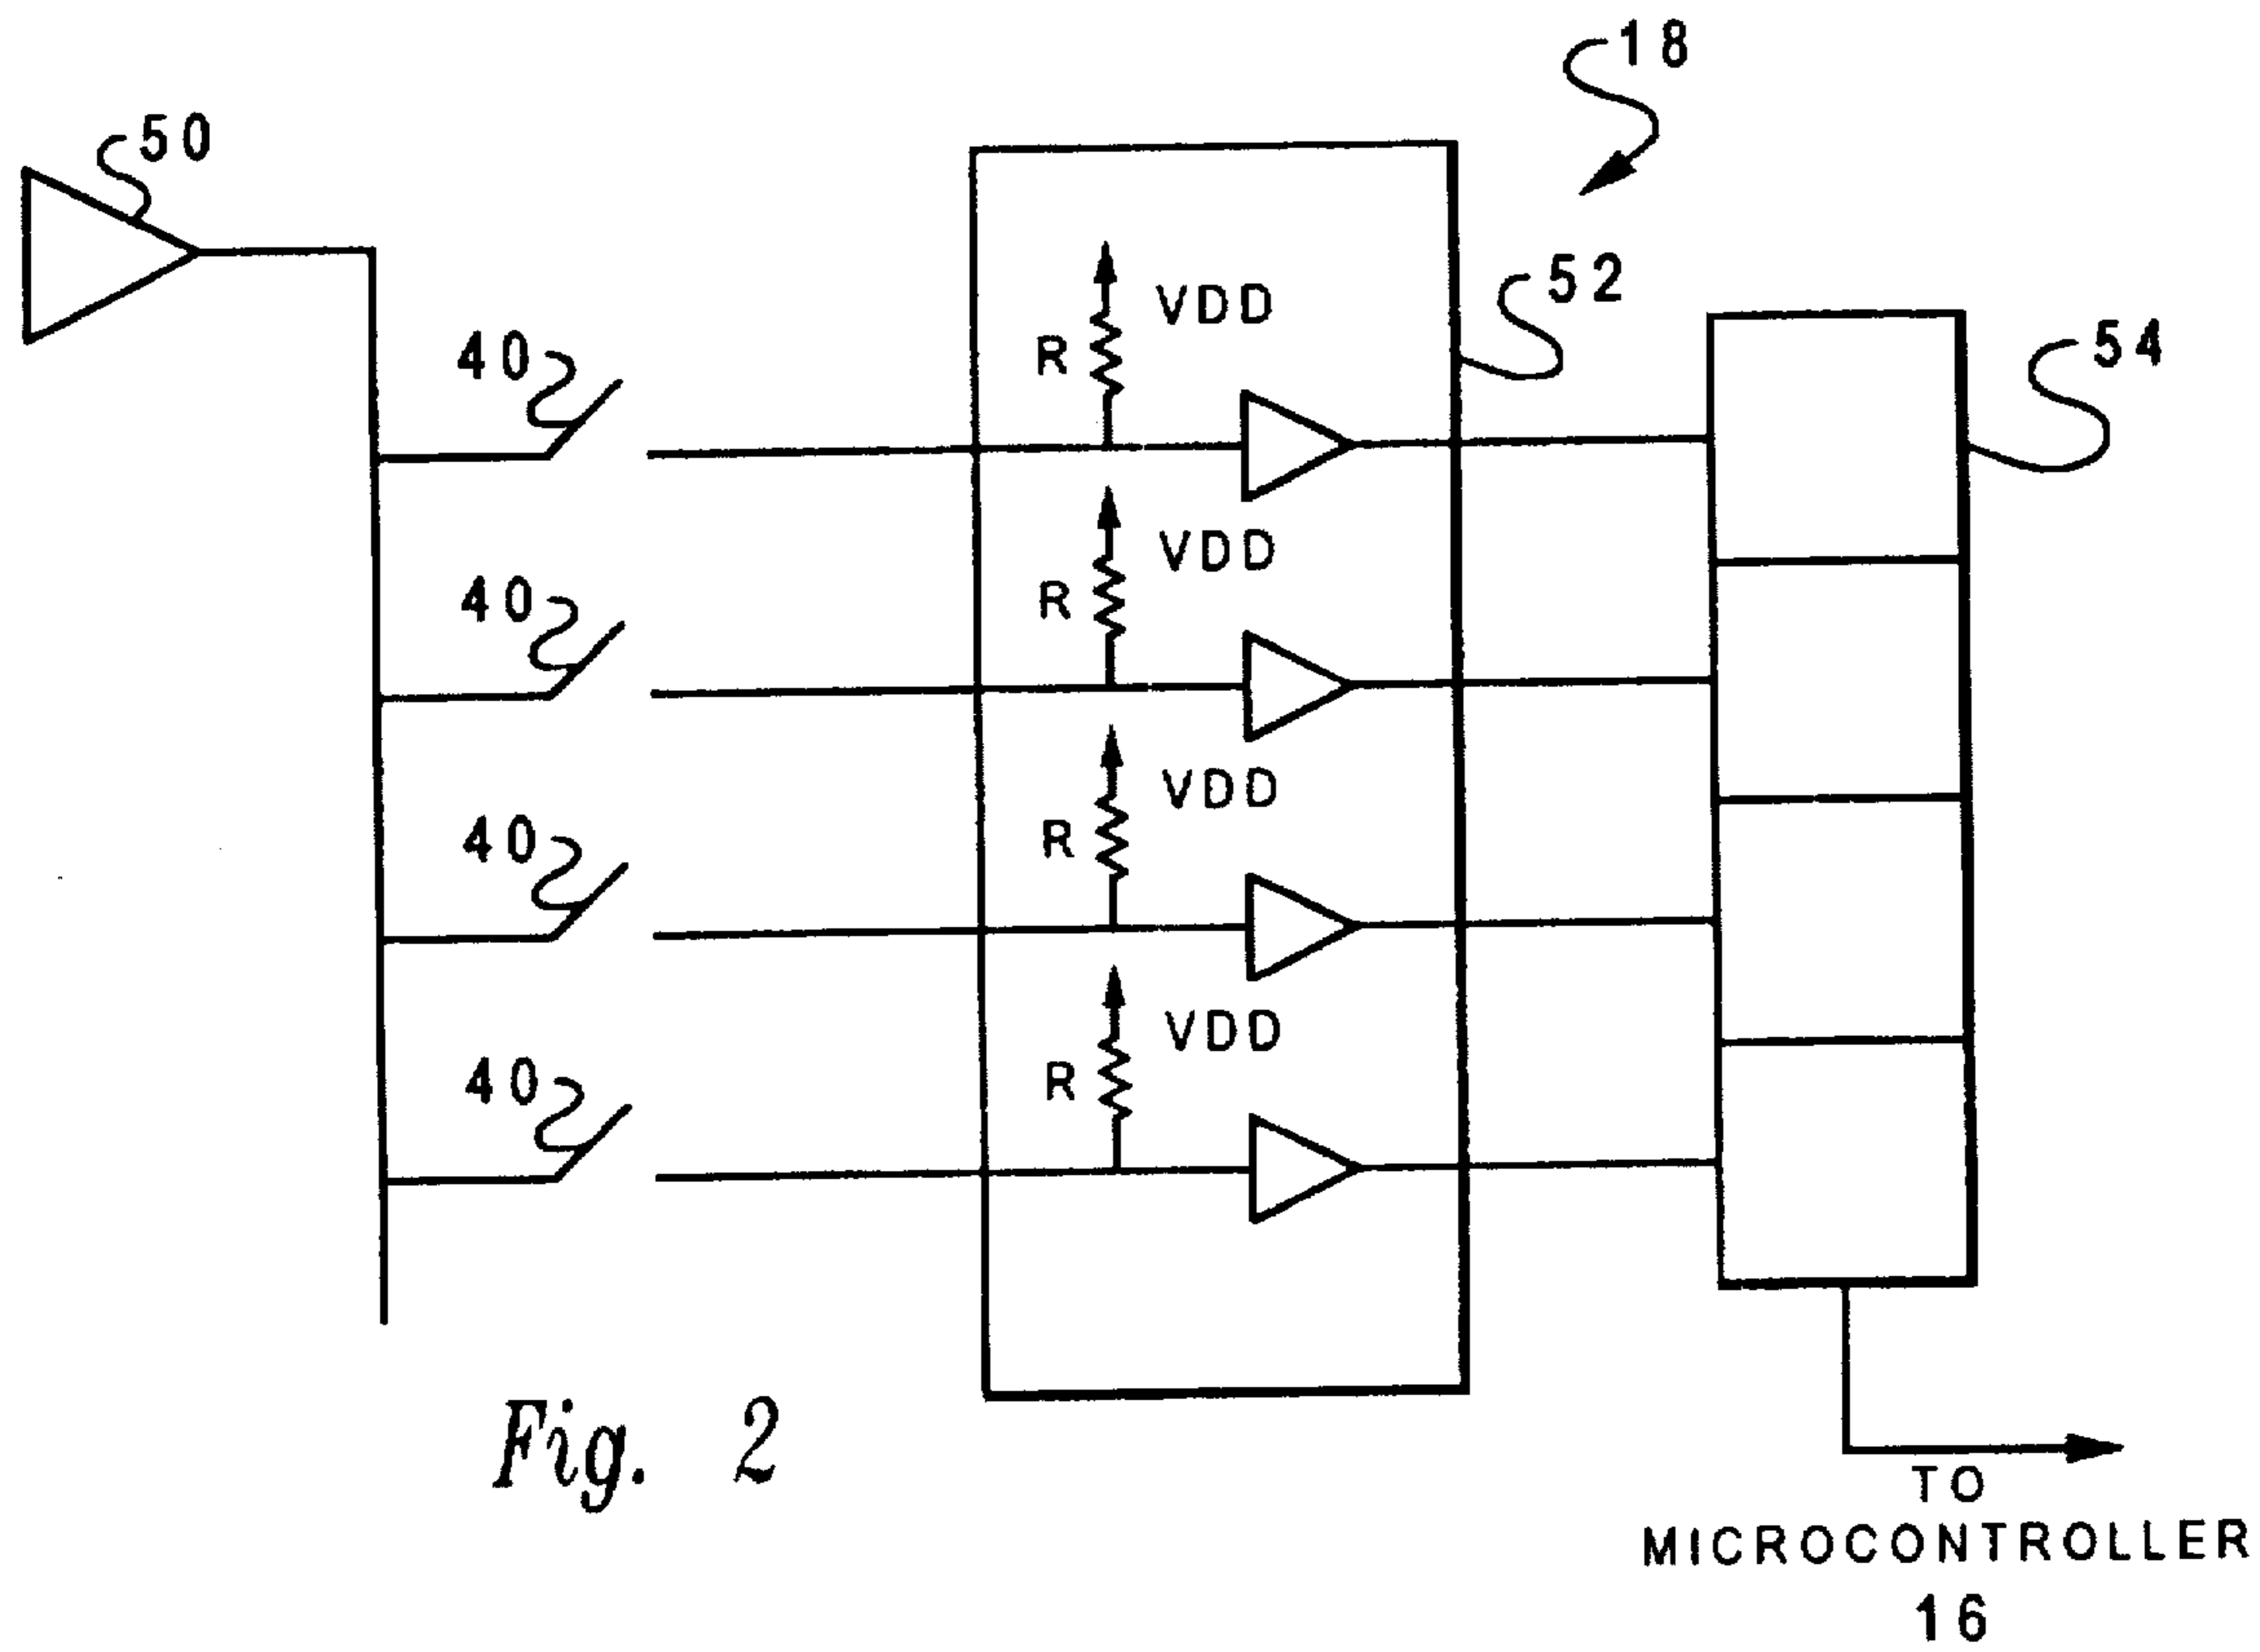 18
50
52
VDD
R
40
54
VDD
R
40
VDD
R
40
VDD
R
40
Fig. 2
TO
MICROCONTROLLER
16